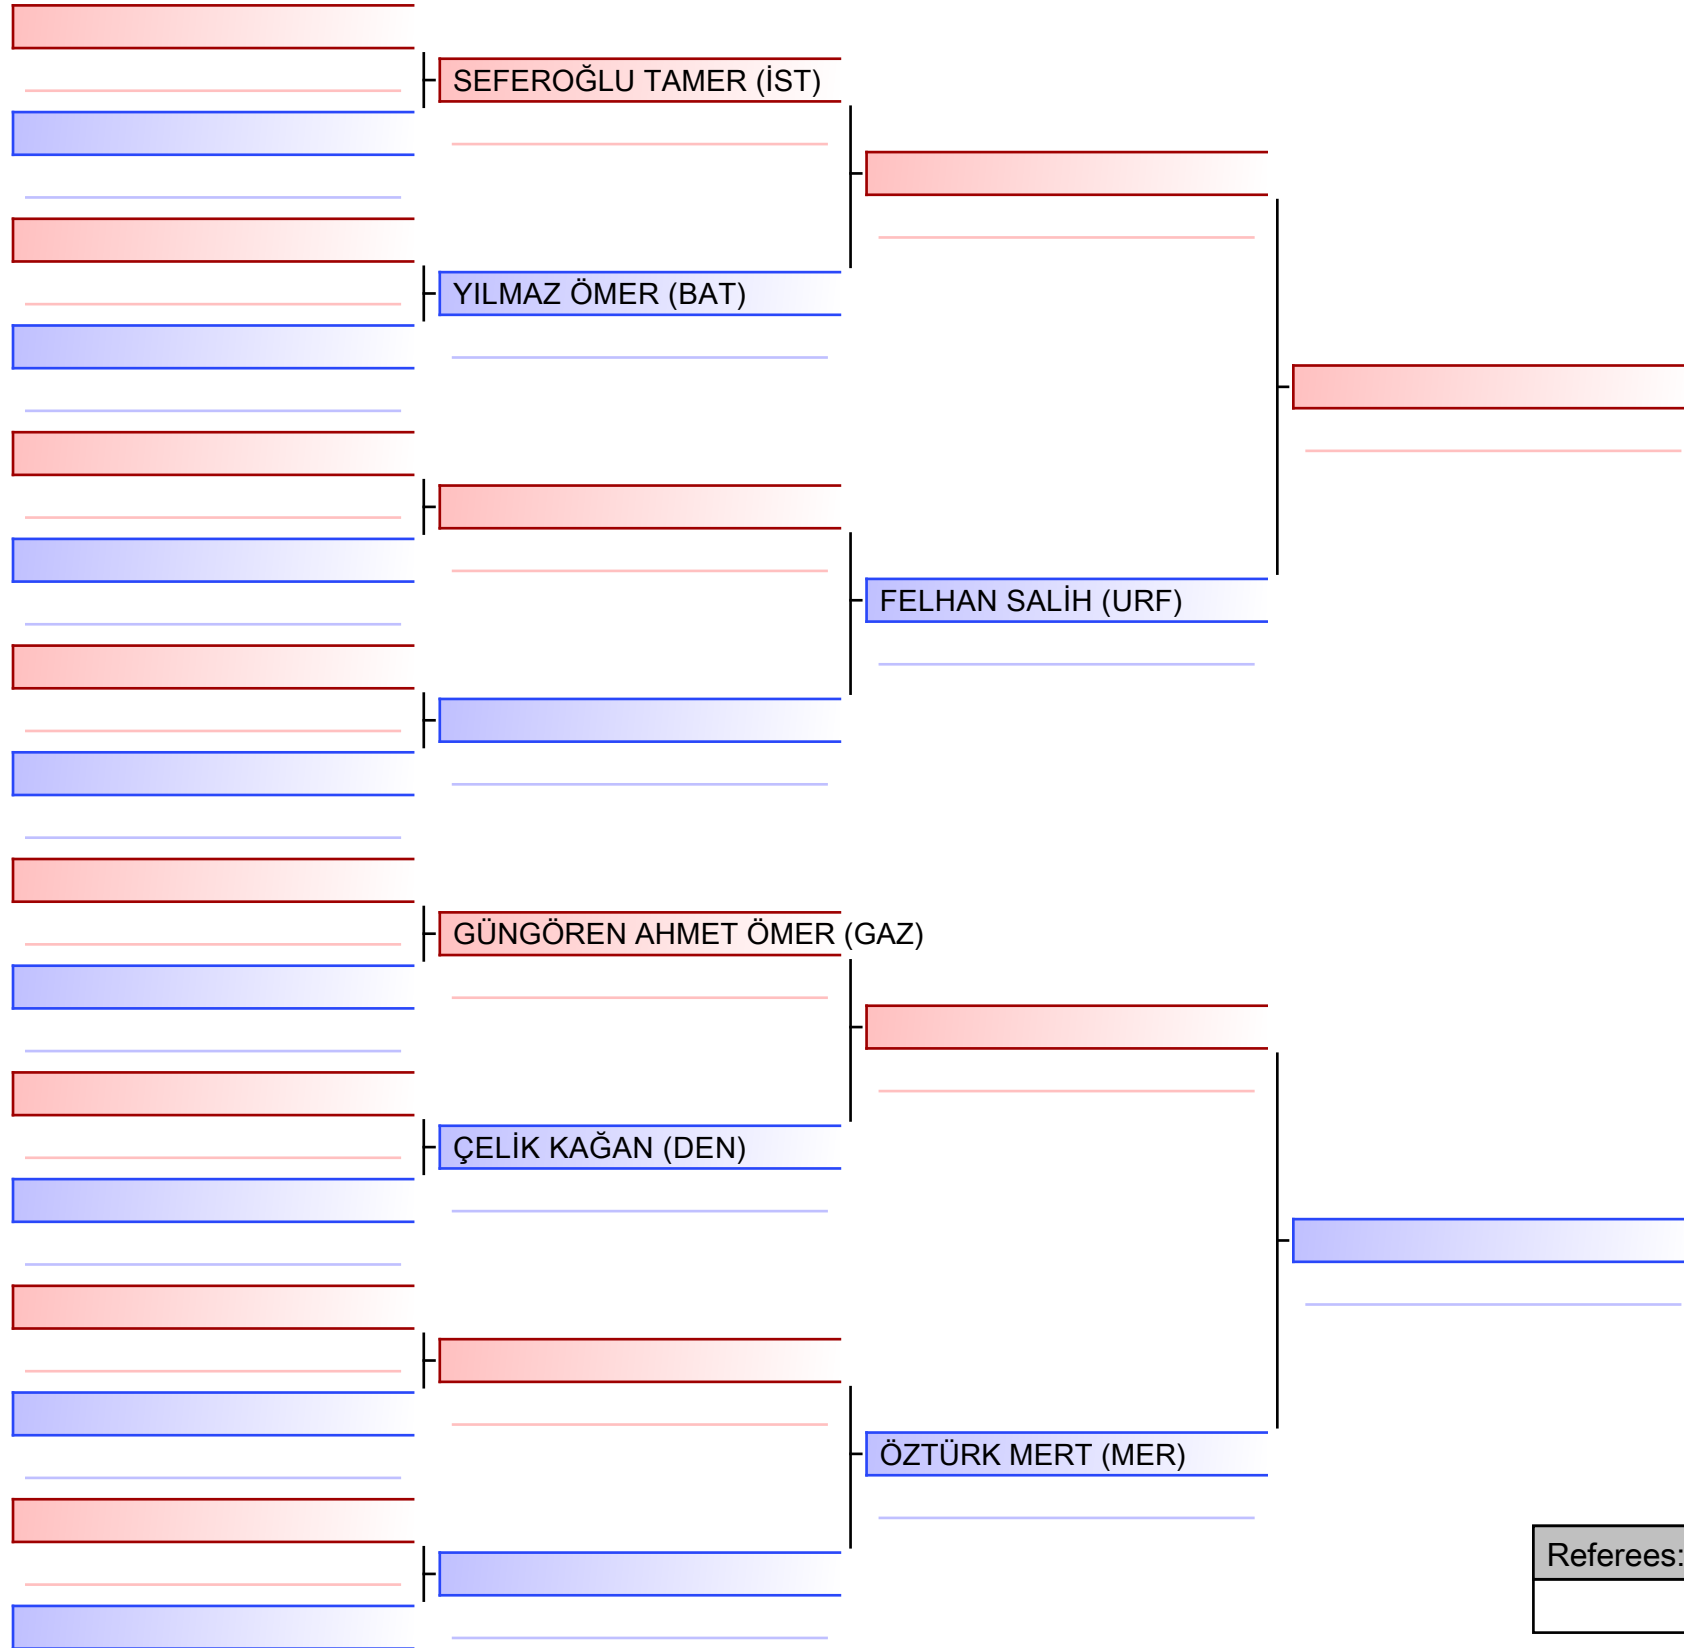 SEFEROĞLU TAMER (İST)
YILMAZ ÖMER (BAT)
FELHAN SALİH (URF)
GÜNGÖREN AHMET ÖMER (GAZ)
ÇELİK KAĞAN (DEN)
ÖZTÜRK MERT (MER)
Referees: